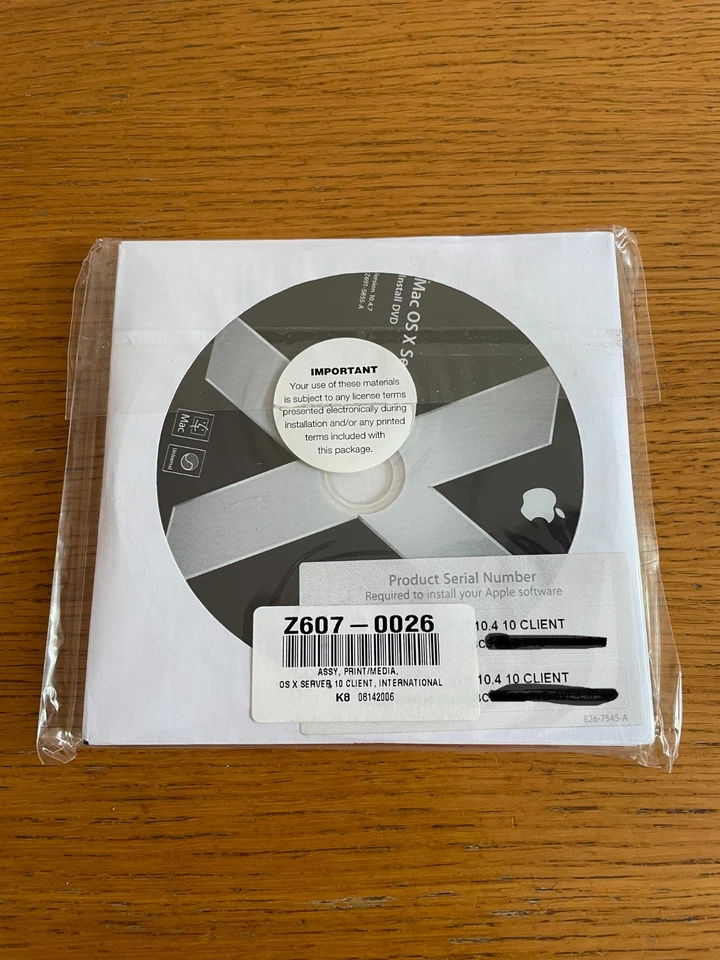 Mac OS X Se
Install DVD
Version 10.4.7
2Z691-5855-A
IMPORTANT
Your use of these materials
is subject to any license terms
presented electronically during
installation and/or any printed
terms included with
this package.
Mac
Universal
Product Serial Number
Required to install your Apple software
10.4 10 CLIENT
10.4 10 CLIENT
826-7545-A
Z607-0026
ASSY, PRINT/MEDIA,
OS X SERVER, 10 CLIENT, INTERNATIONAL
K8 08142006